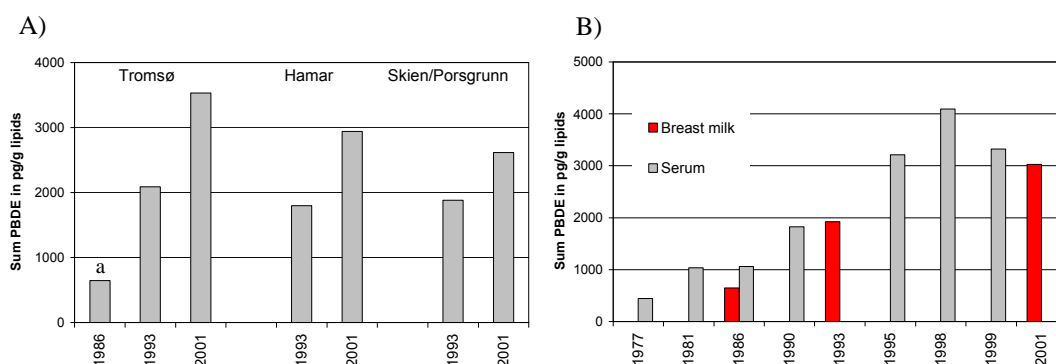 A)
Sum PBDE in pg/g lipids
4000
3000
2000
1000
0
Tromsø Hamar Skien/Porsgrunn
a
1986 1993 2001 1993 2001 1993 2001
B)
Sum PBDE in pg/g lipids
5000
4000
3000
2000
1000
0
Breast milk
Serum
1977 1981 1986 1990 1993 1995 1998 1999 2001